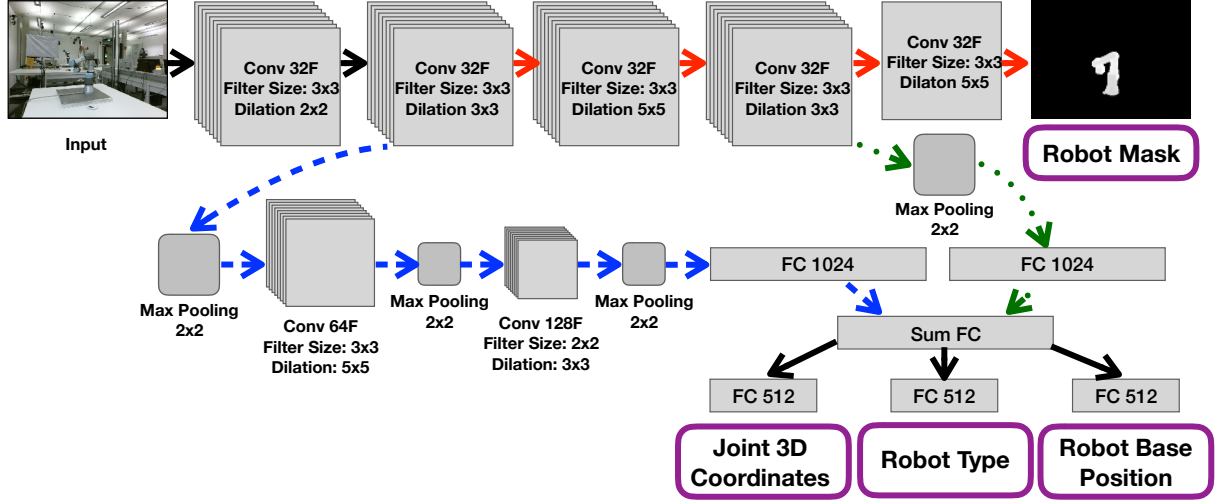 Conv 32F
Filter Size: 3x3
Dilation 2x2
Conv 32F
Filter Size: 3x3
Dilation 3x3
Conv 32F
Filter Size: 3x3
Dilation 5x5
Conv 32F
Filter Size: 3x3
Dilation 3x3
Conv 32F
Filter Size: 3x3
Dilaton 5x5
Input
Robot Mask
Max Pooling
2x2
Max Pooling
2x2
Conv 64F
Filter Size: 3x3
Dilation: 5x5
Max Pooling
2x2
Conv 128F
Filter Size: 2x2
Dilation: 3x3
Max Pooling
2x2
FC 1024
FC 1024
Sum FC
FC 512
FC 512
FC 512
Joint 3D
Coordinates
Robot Type
Robot Base
Position